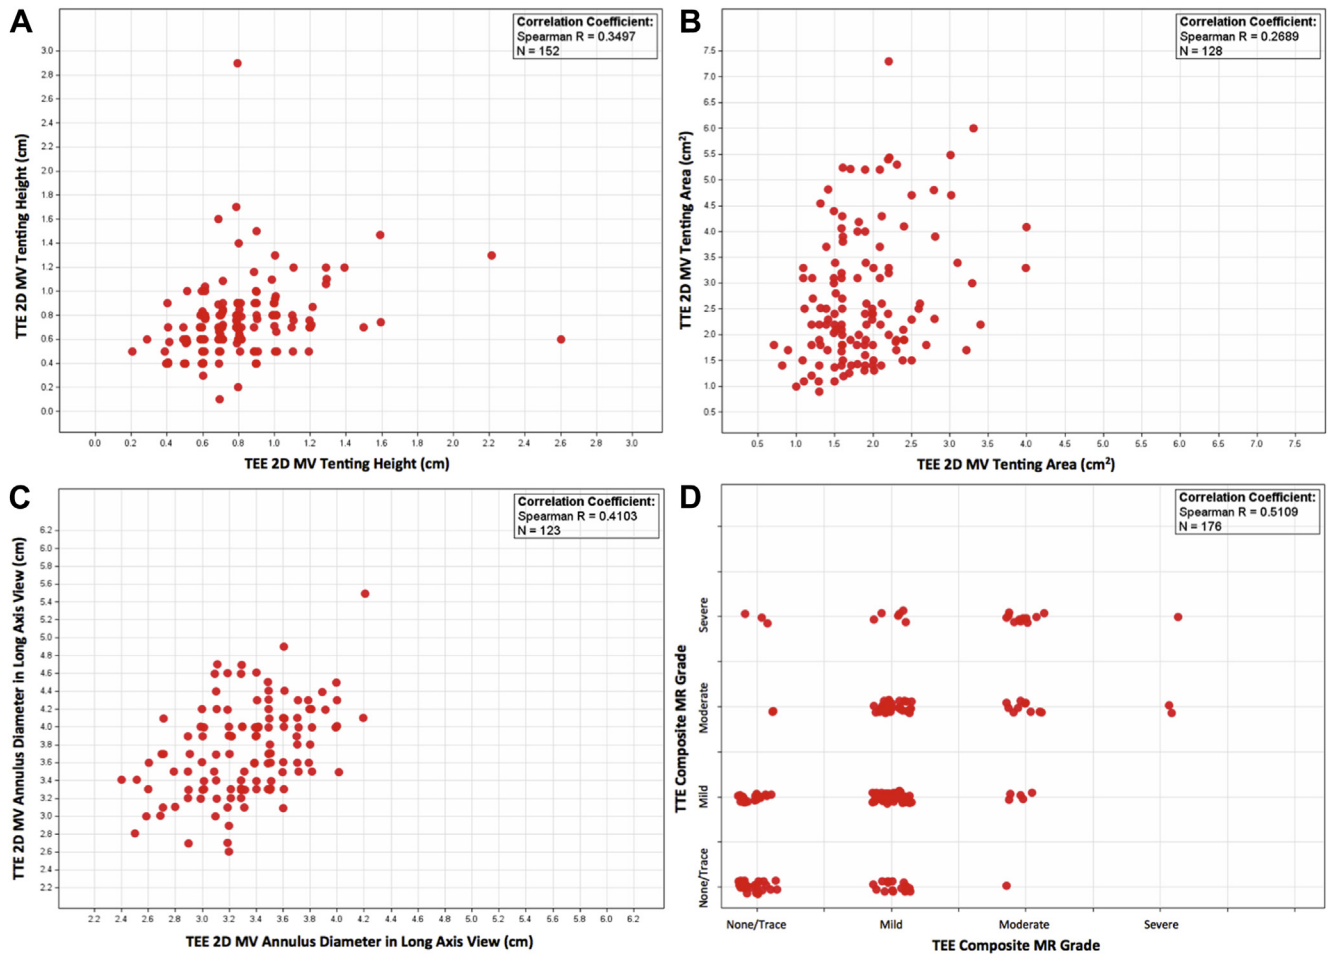 A
Correlation Coefficient:
Spearman R = 0.3497
N = 152
TTE 2D MV Tenting Height (cm)
3.0
2.8
2.6
2.4
2.2
2.0
1.8
1.6
1.4
1.2
1.0
0.8
0.6
0.4
0.2
0.0
0.0 0.2 0.4 0.6 0.8 1.0 1.2 1.4 1.6 1.8 2.0 2.2 2.4 2.6 2.8 3.0
TEE 2D MV Tenting Height (cm)
B
Correlation Coefficient:
Spearman R = 0.2689
N = 128
TTE 2D MV Tenting Area (cm²)
7.5
7.0
6.5
6.0
5.5
5.0
4.5
4.0
3.5
3.0
2.5
2.0
1.5
1.0
0.5
0.5 1.0 1.5 2.0 2.5 3.0 3.5 4.0 4.5 5.0 5.5 6.0 6.5 7.0 7.5
TEE 2D MV Tenting Area (cm²)
C
Correlation Coefficient:
Spearman R = 0.4103
N = 123
TTE 2D MV Annulus Diameter in Long Axis View (cm)
6.2
6.0
5.8
5.6
5.4
5.2
5.0
4.8
4.6
4.4
4.2
4.0
3.8
3.6
3.4
3.2
3.0
2.8
2.6
2.4
2.2
2.2 2.4 2.6 2.8 3.0 3.2 3.4 3.6 3.8 4.0 4.2 4.4 4.6 4.8 5.0 5.2 5.4 5.6 5.8 6.0 6.2
TEE 2D MV Annulus Diameter in Long Axis View (cm)
D
Correlation Coefficient:
Spearman R = 0.5109
N = 176
TTE Composite MR Grade
Severe
Moderate
Mild
None/Trace
None/Trace Mild Moderate Severe
TEE Composite MR Grade